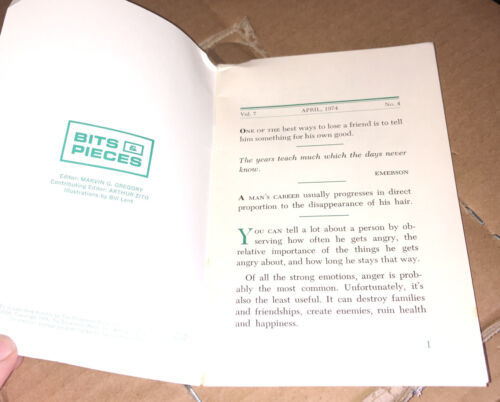 BITS &
PIECES
Editor: MARVIN G. GREGORY
Contributing Editor: ARTHUR ZITO
Illustrations by Bill Lent
Vol. 7 APRIL, 1974 No. 4
ONE OF THE best ways to lose a friend is to tell
him something for his own good.
The years teach much which the days never
know.
EMERSON
A MAN'S CAREER usually progresses in direct
proportion to the disappearance of his hair.
YOU CAN tell a lot about a person by ob-
serving how often he gets angry, the
relative importance of the things he gets
angry about, and how long he stays that way.
Of all the strong emotions, anger is prob-
ably the most common. Unfortunately, it's
also the least useful. It can destroy families
and friendships, create enemies, ruin health
and happiness.
1